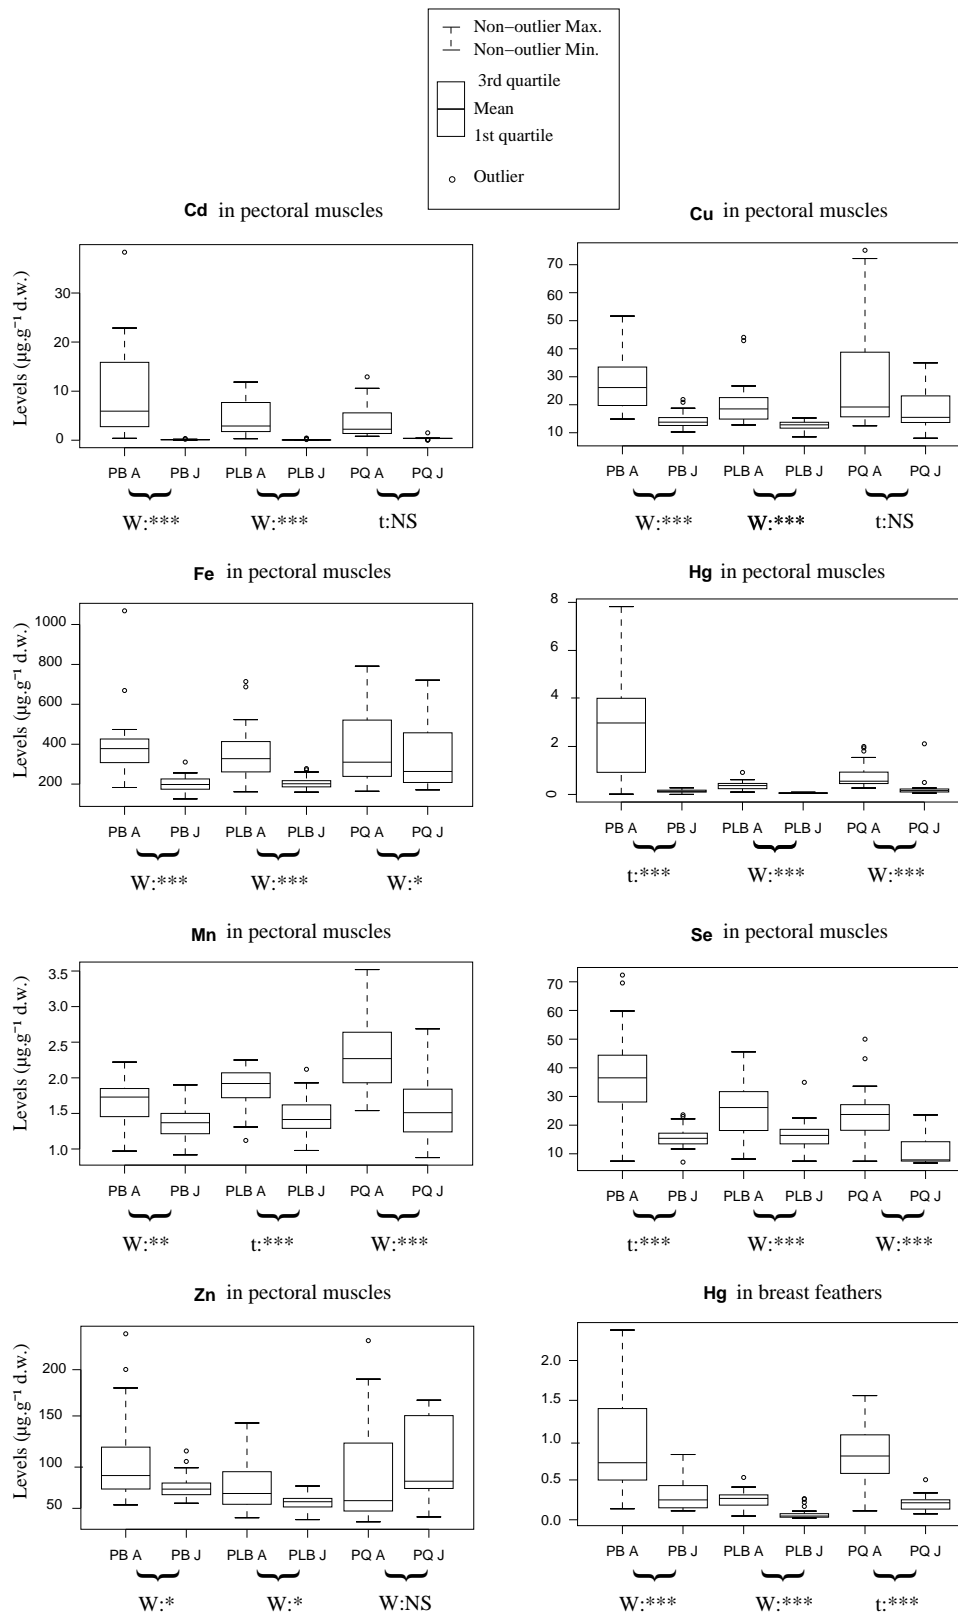 Non−outlier Max.
Non−outlier Min.
3rd quartile
Mean
1st quartile
Outlier
Cd in pectoral muscles
Levels (µg.g⁻¹ d.w.)
30
20
10
0
PB A PB J PLB A PLB J PQ A PQ J
W:*** W:*** t:NS
Cu in pectoral muscles
70
60
50
40
30
20
10
PB A PB J PLB A PLB J PQ A PQ J
W:*** W:*** t:NS
Fe in pectoral muscles
Levels (µg.g⁻¹ d.w.)
1000
800
600
400
200
PB A PB J PLB A PLB J PQ A PQ J
W:*** W:*** W:*
Hg in pectoral muscles
8
6
4
2
0
PB A PB J PLB A PLB J PQ A PQ J
t:*** W:*** W:***
Mn in pectoral muscles
Levels (µg.g⁻¹ d.w.)
3.5
3.0
2.5
2.0
1.5
1.0
PB A PB J PLB A PLB J PQ A PQ J
W:** t:*** W:***
Se in pectoral muscles
70
60
50
40
30
20
10
PB A PB J PLB A PLB J PQ A PQ J
t:*** W:*** W:***
Zn in pectoral muscles
Levels (µg.g⁻¹ d.w.)
200
100
50
PB A PB J PLB A PLB J PQ A PQ J
W:* W:* W:NS
Hg in breast feathers
2.0
1.5
1.0
0.5
0.0
PB A PB J PLB A PLB J PQ A PQ J
W:*** W:*** t:***